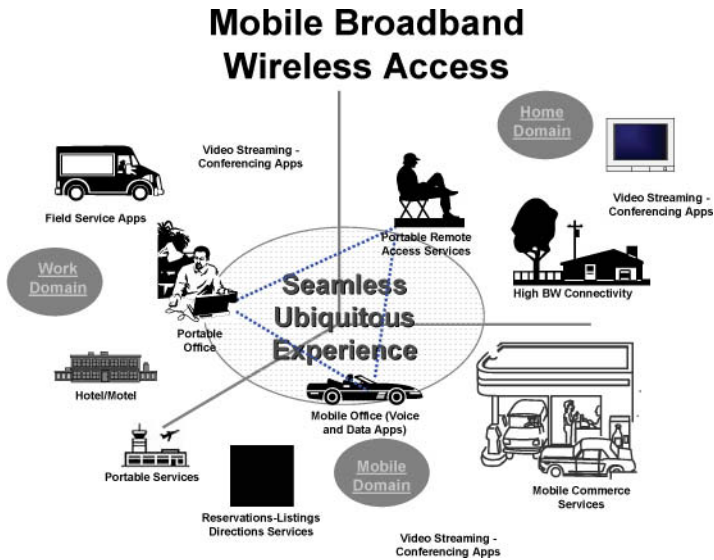 Mobile Broadband
Wireless Access
Home
Domain
Video Streaming -
Conferencing Apps
Field Service Apps
Video Streaming -
Conferencing Apps
Portable Remote
Access Services
Work
Domain
Seamless
Ubiquitous
Experience
High BW Connectivity
Portable
Office
Hotel/Motel
Mobile Office (Voice
and Data Apps)
Portable Services
Mobile
Domain
Mobile Commerce
Services
Reservations-Listings
Directions Services
Video Streaming -
Conferencing Apps